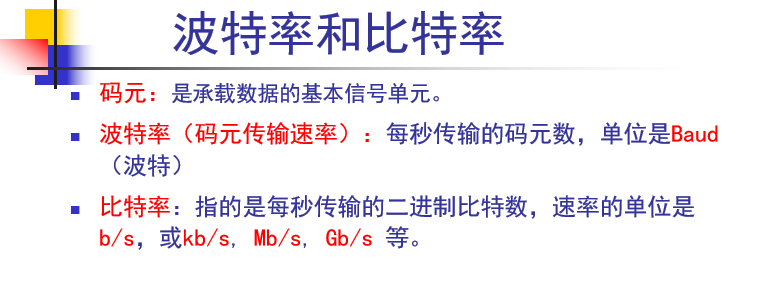 波特率和比特率
码元：是承载数据的基本信号单元。
波特率（码元传输速率）：每秒传输的码元数，单位是Baud
（波特）
比特率：指的是每秒传输的二进制比特数，速率的单位是
b/s，或kb/s, Mb/s, Gb/s 等。